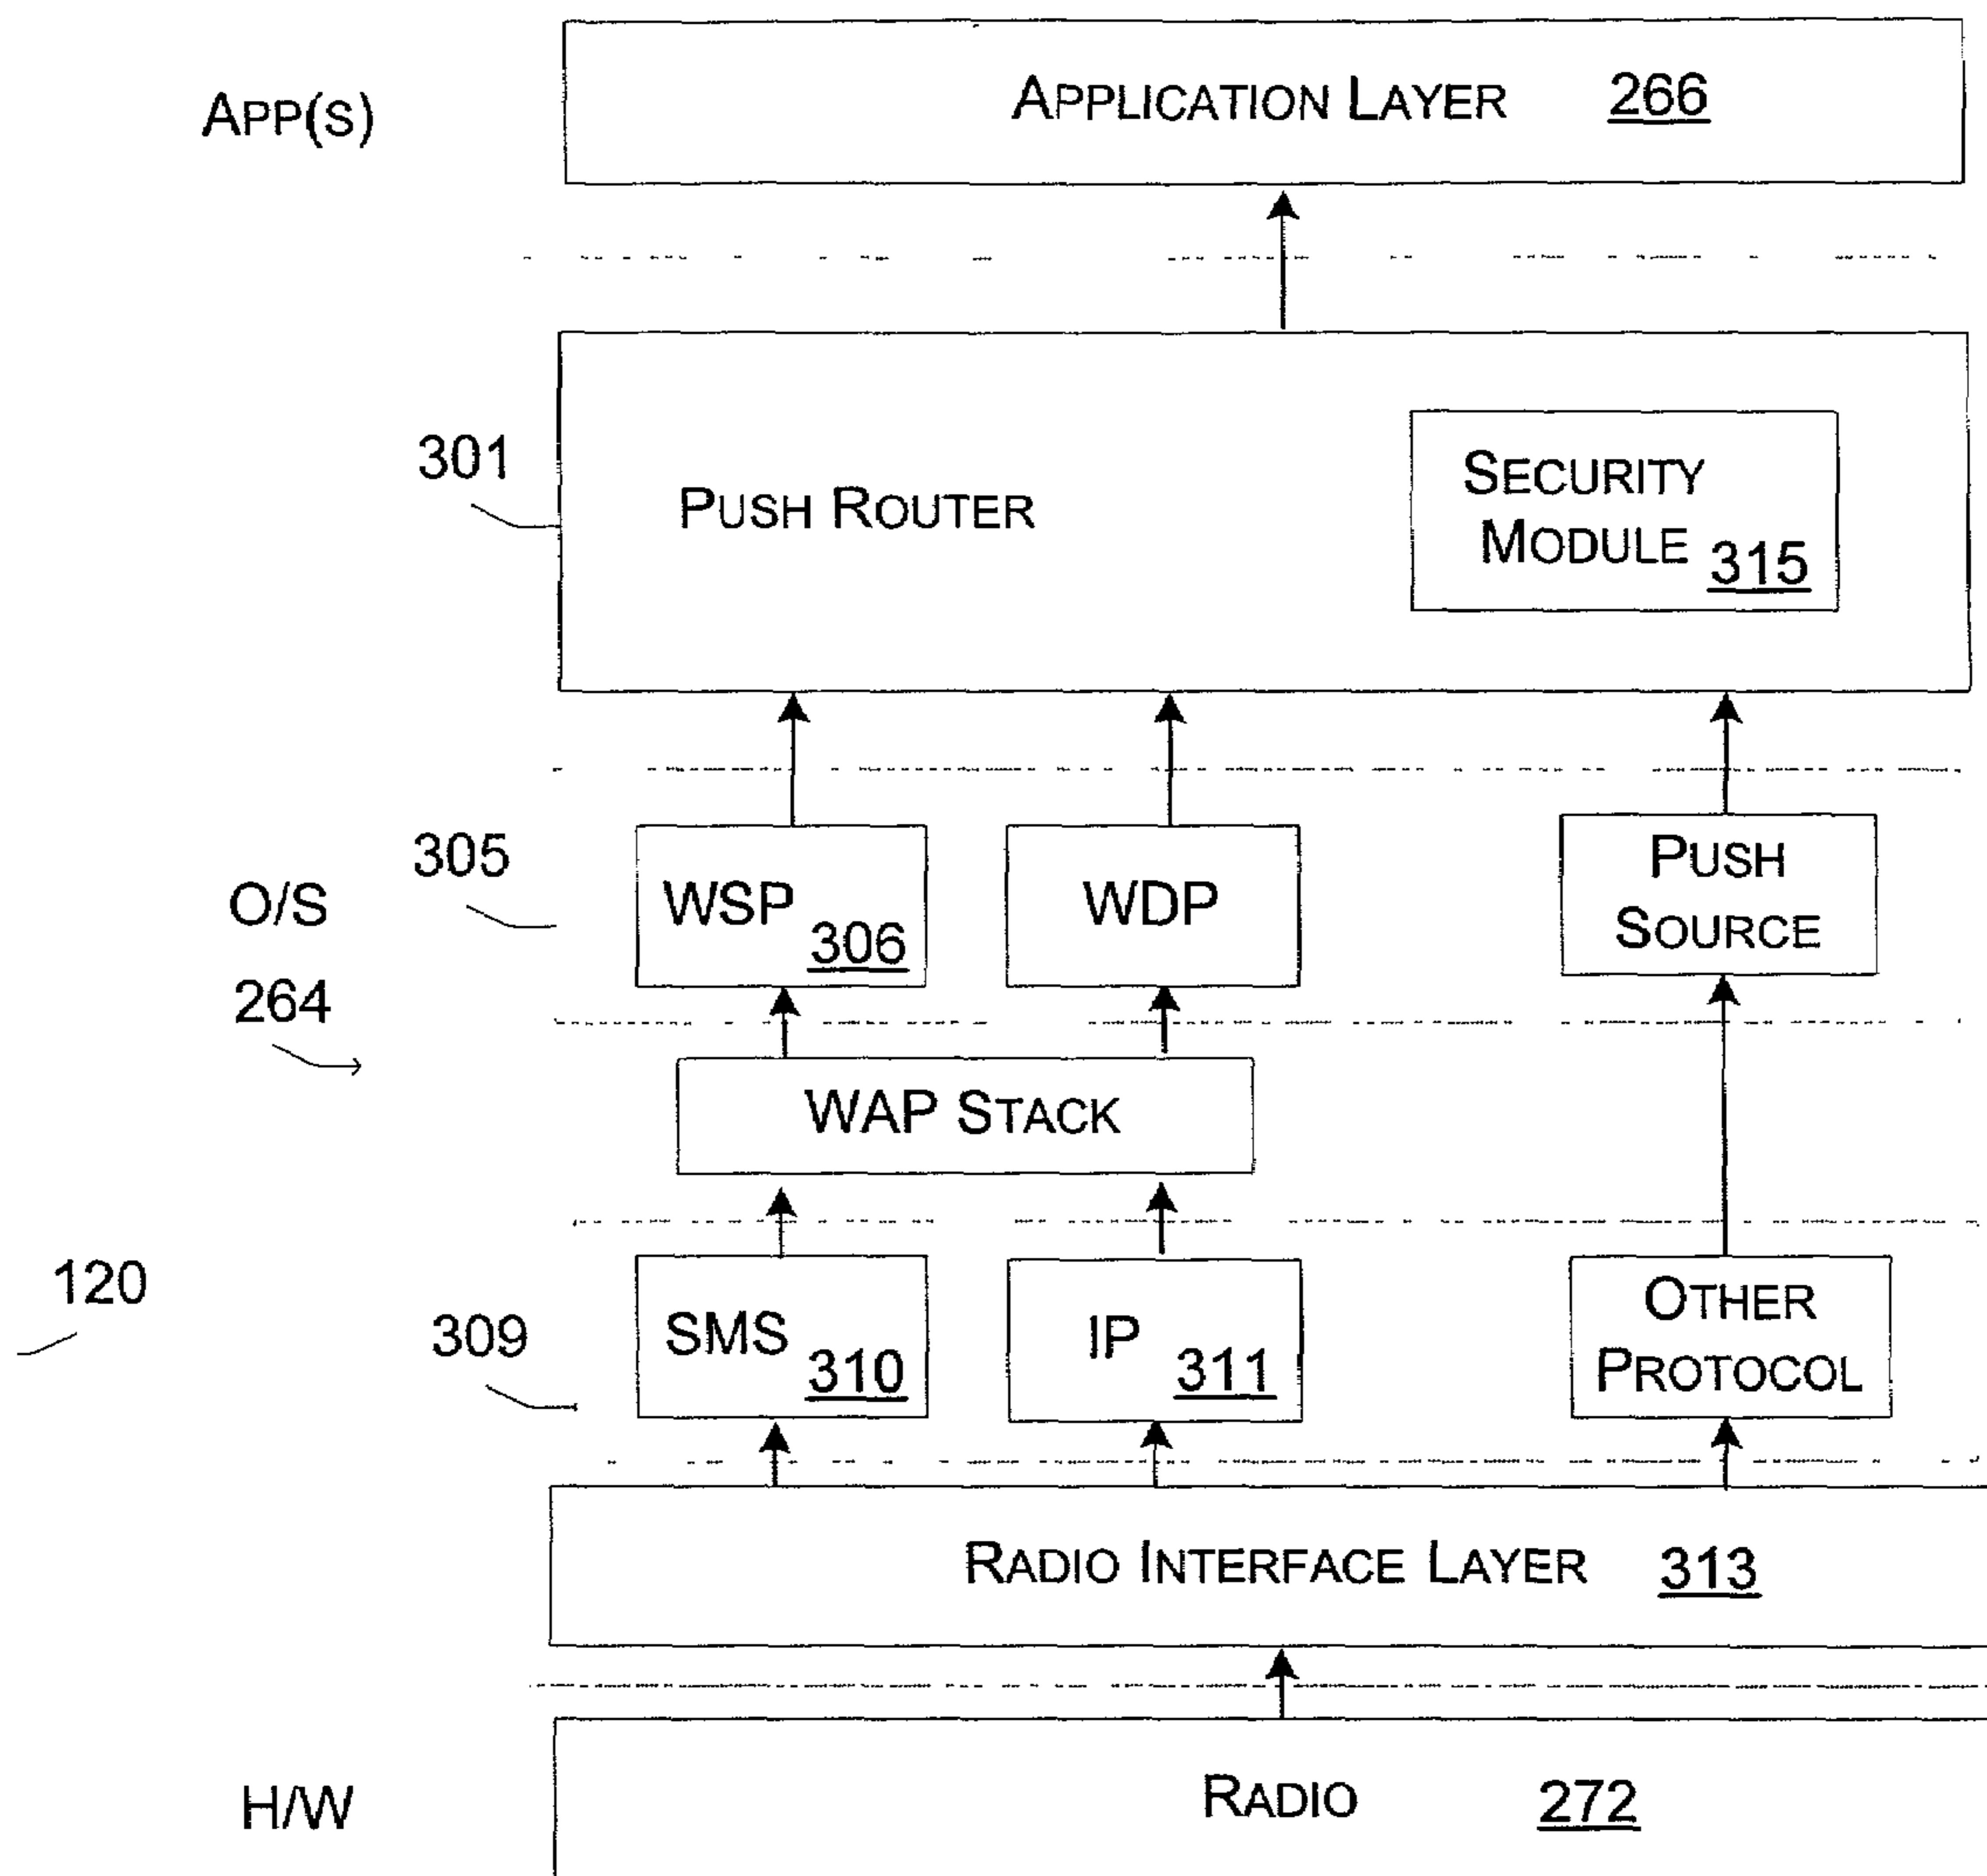 APP(S)
APPLICATION LAYER 266
301
PUSH ROUTER
SECURITY
MODULE 315
305
O/S
264
WSP 306
WDP
PUSH
SOURCE
WAP STACK
120
309
SMS 310
IP 311
OTHER
PROTOCOL
RADIO INTERFACE LAYER 313
H/W
RADIO 272